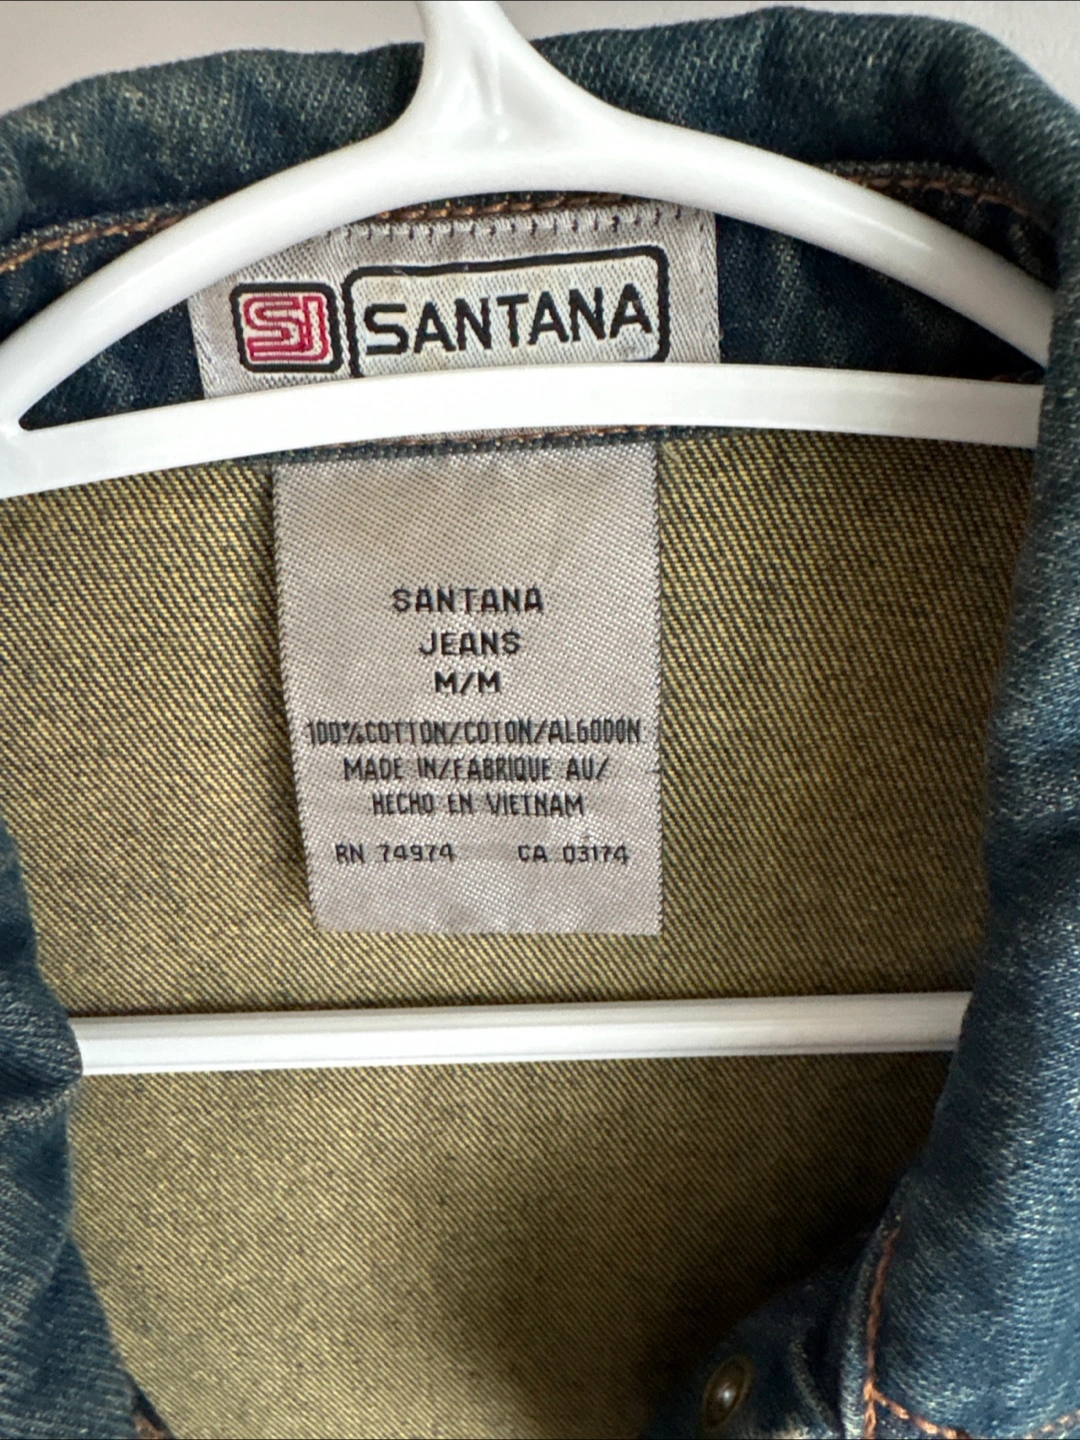 SJ SANTANA
SANTANA
JEANS
M/M
100%COTTON/COTON/ALGODON
MADE IN/FABRIQUE AU/
HECHO EN VIETNAM
RN 74974 CA 03174